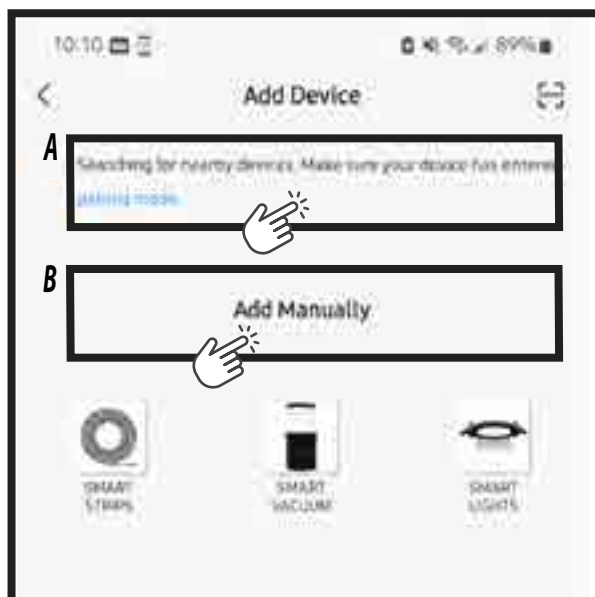 10:10
89%
Add Device
A
Searching for nearby devices. Make sure your device has entered
pairing mode.
B
Add Manually
SMART
STRIPS
SMART
VACUUM
SMART
LIGHTS